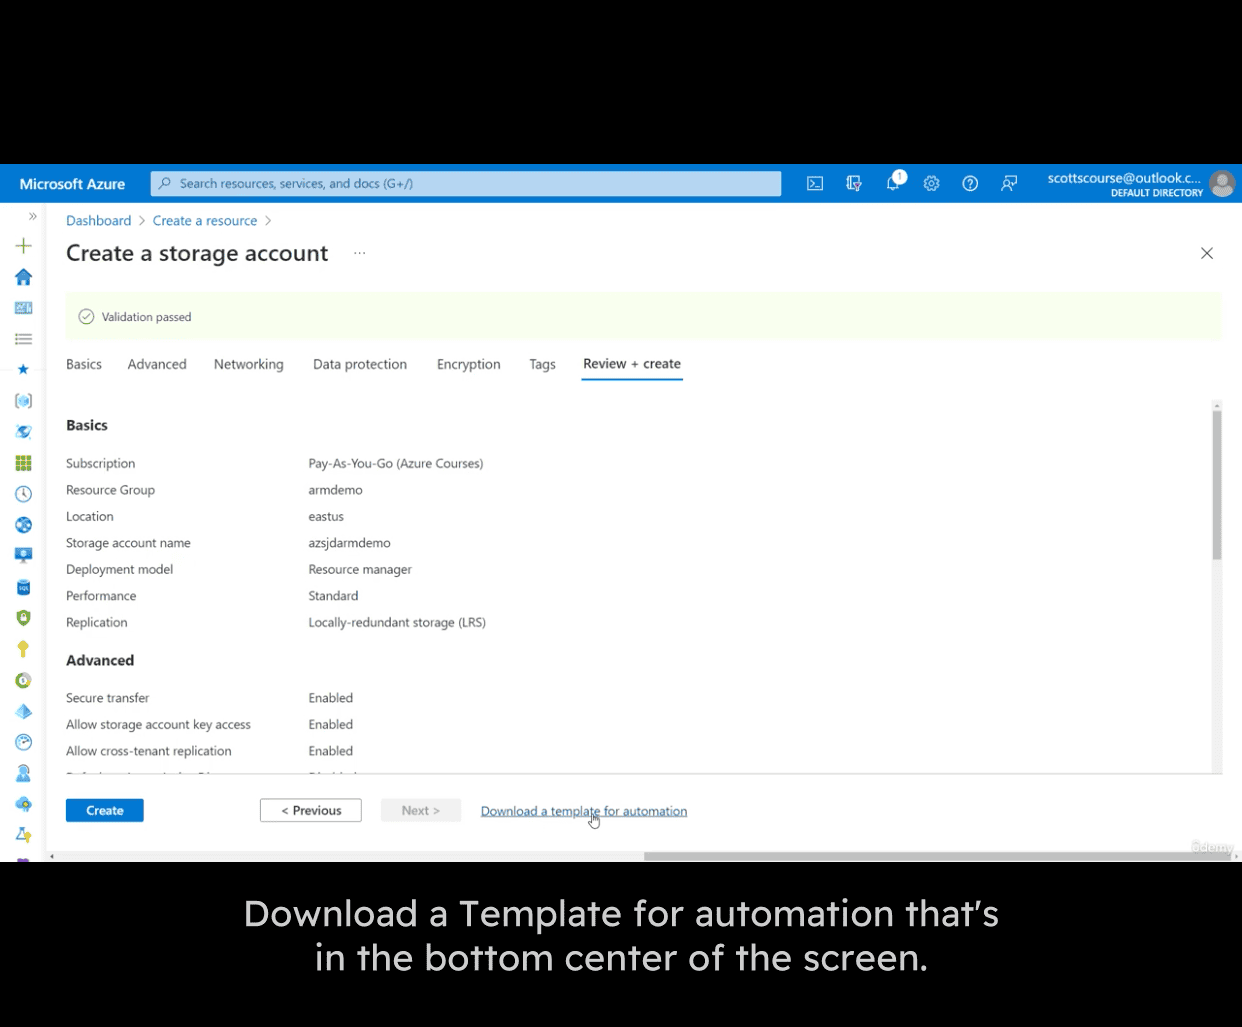 Microsoft Azure
Search resources, services, and docs (G+/)
1
scottscourse@outlook.c...
DEFAULT DIRECTORY
Dashboard > Create a resource >
Create a storage account ...
Validation passed
Basics Advanced Networking Data protection Encryption Tags Review + create
Basics
Subscription Pay-As-You-Go (Azure Courses)
Resource Group armdemo
Location eastus
Storage account name azsjdarmdemo
Deployment model Resource manager
Performance Standard
Replication Locally-redundant storage (LRS)
Advanced
Secure transfer Enabled
Allow storage account key access Enabled
Allow cross-tenant replication Enabled
Create < Previous Next > Download a template for automation
ûdemy
Download a Template for automation that's
in the bottom center of the screen.